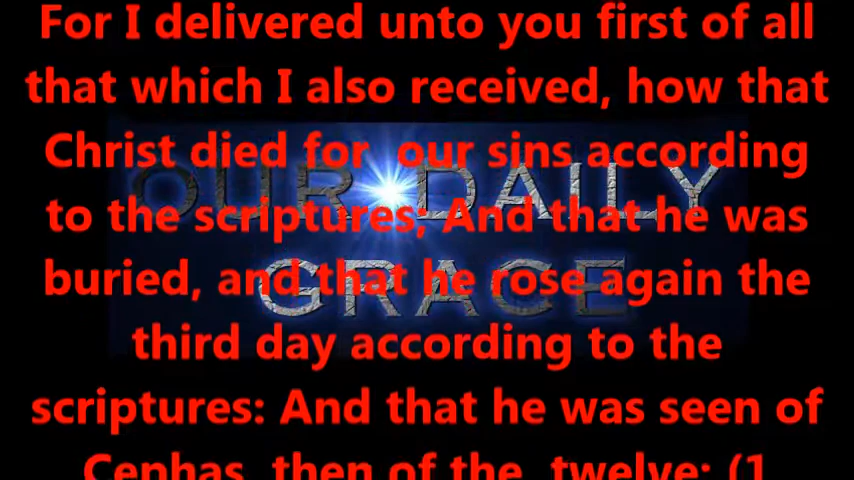 For I delivered unto you first of all
that which I also received, how that
Christ died for our sins according
OUR DAILY
to the scriptures; And that he was
buried, and that he rose again the
GRACE
third day according to the
scriptures: And that he was seen of
Cephas, then of the twelve: (1